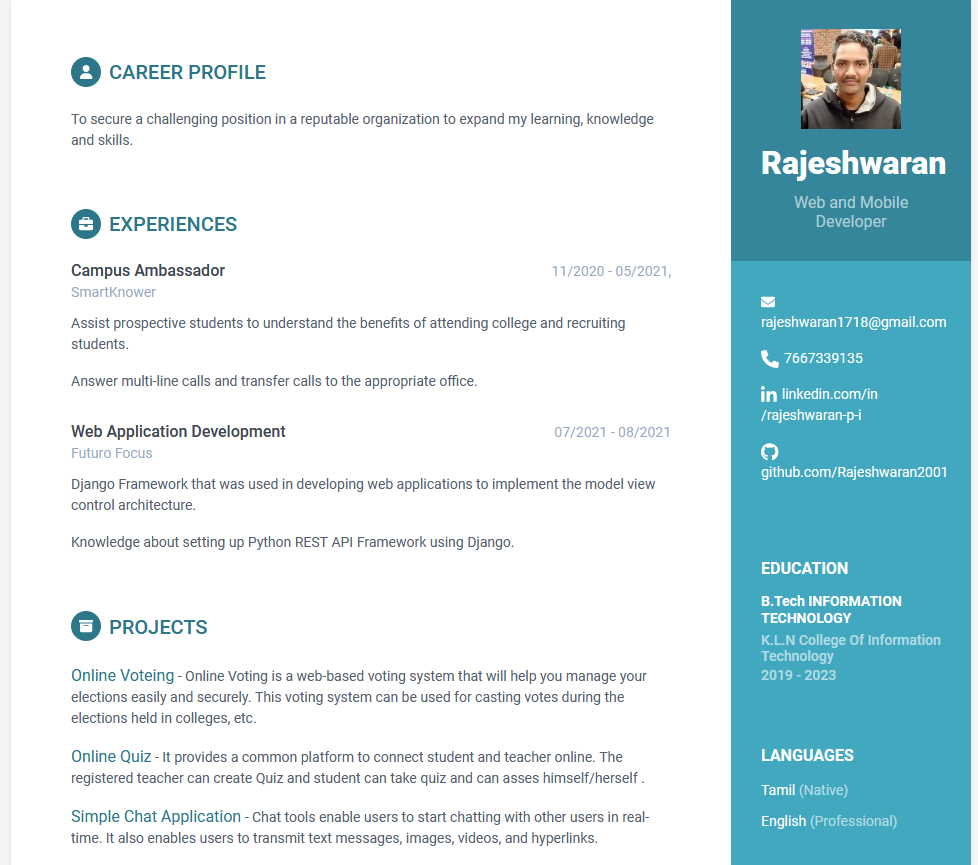 CAREER PROFILE
To secure a challenging position in a reputable organization to expand my learning, knowledge
and skills.
EXPERIENCES
Campus Ambassador
11/2020 - 05/2021,
SmartKnower
Assist prospective students to understand the benefits of attending college and recruiting
students.
Answer multi-line calls and transfer calls to the appropriate office.
Web Application Development
07/2021 - 08/2021
Futuro Focus
Django Framework that was used in developing web applications to implement the model view
control architecture.
Knowledge about setting up Python REST API Framework using Django.
PROJECTS
Online Voteing - Online Voting is a web-based voting system that will help you manage your
elections easily and securely. This voting system can be used for casting votes during the
elections held in colleges, etc.
Online Quiz - It provides a common platform to connect student and teacher online. The
registered teacher can create Quiz and student can take quiz and can asses himself/herself .
Simple Chat Application - Chat tools enable users to start chatting with other users in real-
time. It also enables users to transmit text messages, images, videos, and hyperlinks.
Rajeshwaran
Web and Mobile
Developer
rajeshwaran1718@gmail.com
7667339135
linkedin.com/in
/rajeshwaran-p-i
github.com/Rajeshwaran2001
EDUCATION
B.Tech INFORMATION
TECHNOLOGY
K.L.N College Of Information
Technology
2019 - 2023
LANGUAGES
Tamil (Native)
English (Professional)